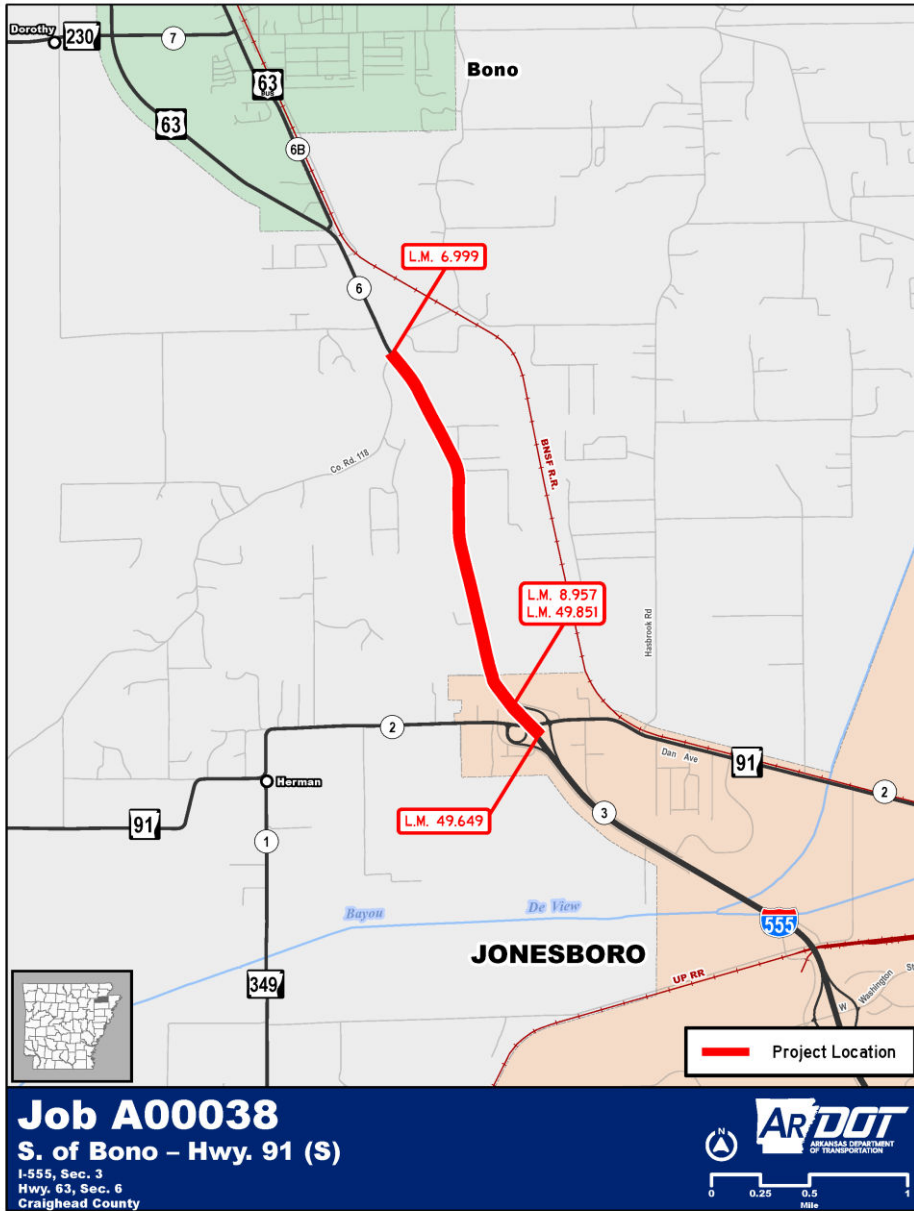 Dorothy
230
7
63
BUS
Bono
63
6B
L.M. 6.999
6
Co. Rd. 118
BNSF R.R.
L.M. 8.957
L.M. 49.851
Hasbrook Rd
2
Dan Ave
91
2
Herman
L.M. 49.649
3
91
1
Bayou
De View
555
JONESBORO
349
UP RR
W
Washington
St
Project Location
Job A00038
S. of Bono – Hwy. 91 (S)
I-555, Sec. 3
Hwy. 63, Sec. 6
Craighead County
N
ARDOT
ARKANSAS DEPARTMENT
OF TRANSPORTATION
0 0.25 0.5 1
Mile